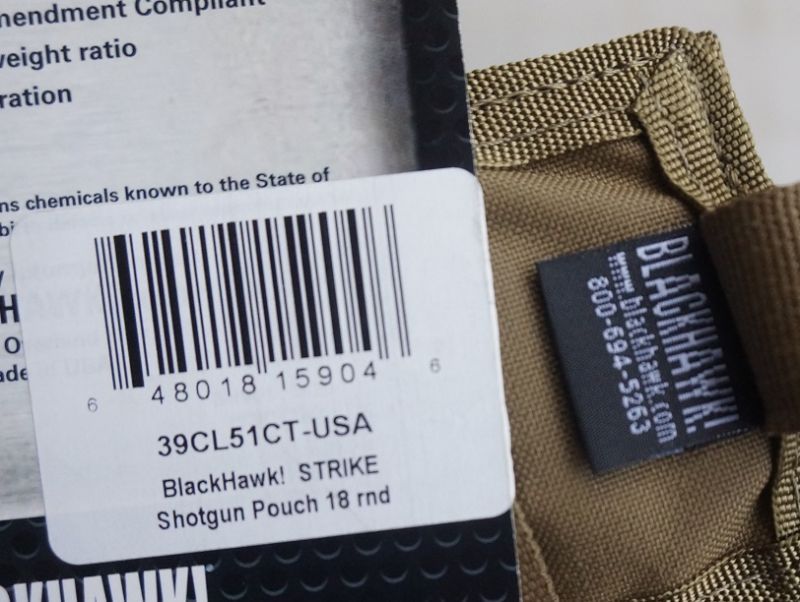 mendment Compliant
weight ratio
ration
ns chemicals known to the State of
6 48018 15904 6
39CL51CT-USA
BlackHawk! STRIKE
Shotgun Pouch 18 rnd
CKHAWK!
BLACKHAWK!
www.blackhawk.com
800-694-5263